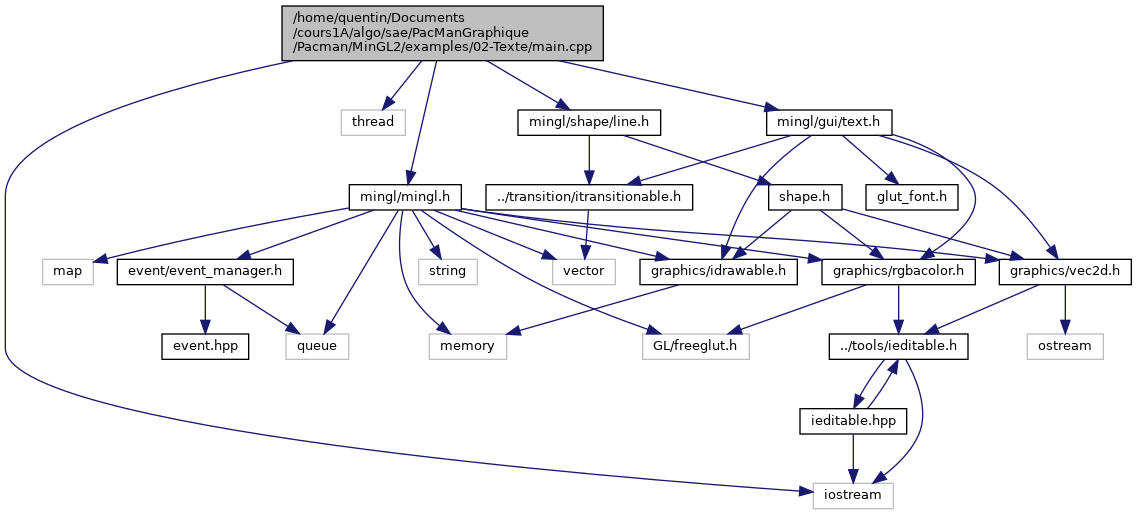 /home/quentin/Documents
/cours1A/algo/sae/PacManGraphique
/Pacman/MinGL2/examples/02-Texte/main.cpp
thread
mingl/shape/line.h
mingl/gui/text.h
mingl/mingl.h
../transition/itransitionable.h
shape.h
glut_font.h
map
event/event_manager.h
string
vector
graphics/idrawable.h
graphics/rgbacolor.h
graphics/vec2d.h
event.hpp
queue
memory
GL/freeglut.h
../tools/ieditable.h
ostream
ieditable.hpp
iostream